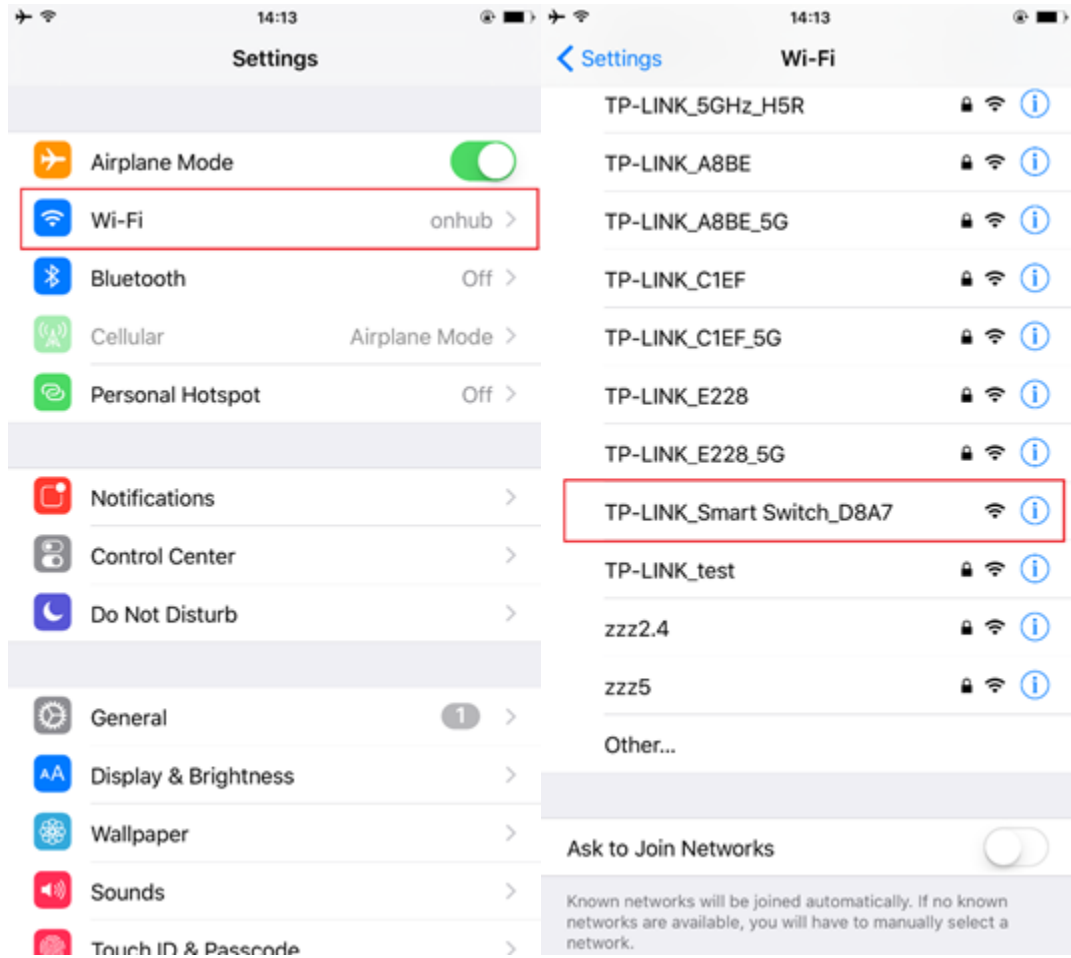 14:13
Settings
Airplane Mode
Wi-Fi onhub
Bluetooth Off
Cellular Airplane Mode
Personal Hotspot Off
Notifications
Control Center
Do Not Disturb
General 1
AA Display & Brightness
Wallpaper
Sounds
Touch ID & Passcode
14:13
Settings Wi-Fi
TP-LINK_5GHz_H5R
TP-LINK_A8BE
TP-LINK_A8BE_5G
TP-LINK_C1EF
TP-LINK_C1EF_5G
TP-LINK_E228
TP-LINK_E228_5G
TP-LINK_Smart Switch_D8A7
TP-LINK_test
zzz2.4
zzz5
Other...
Ask to Join Networks
Known networks will be joined automatically. If no known
networks are available, you will have to manually select a
network.